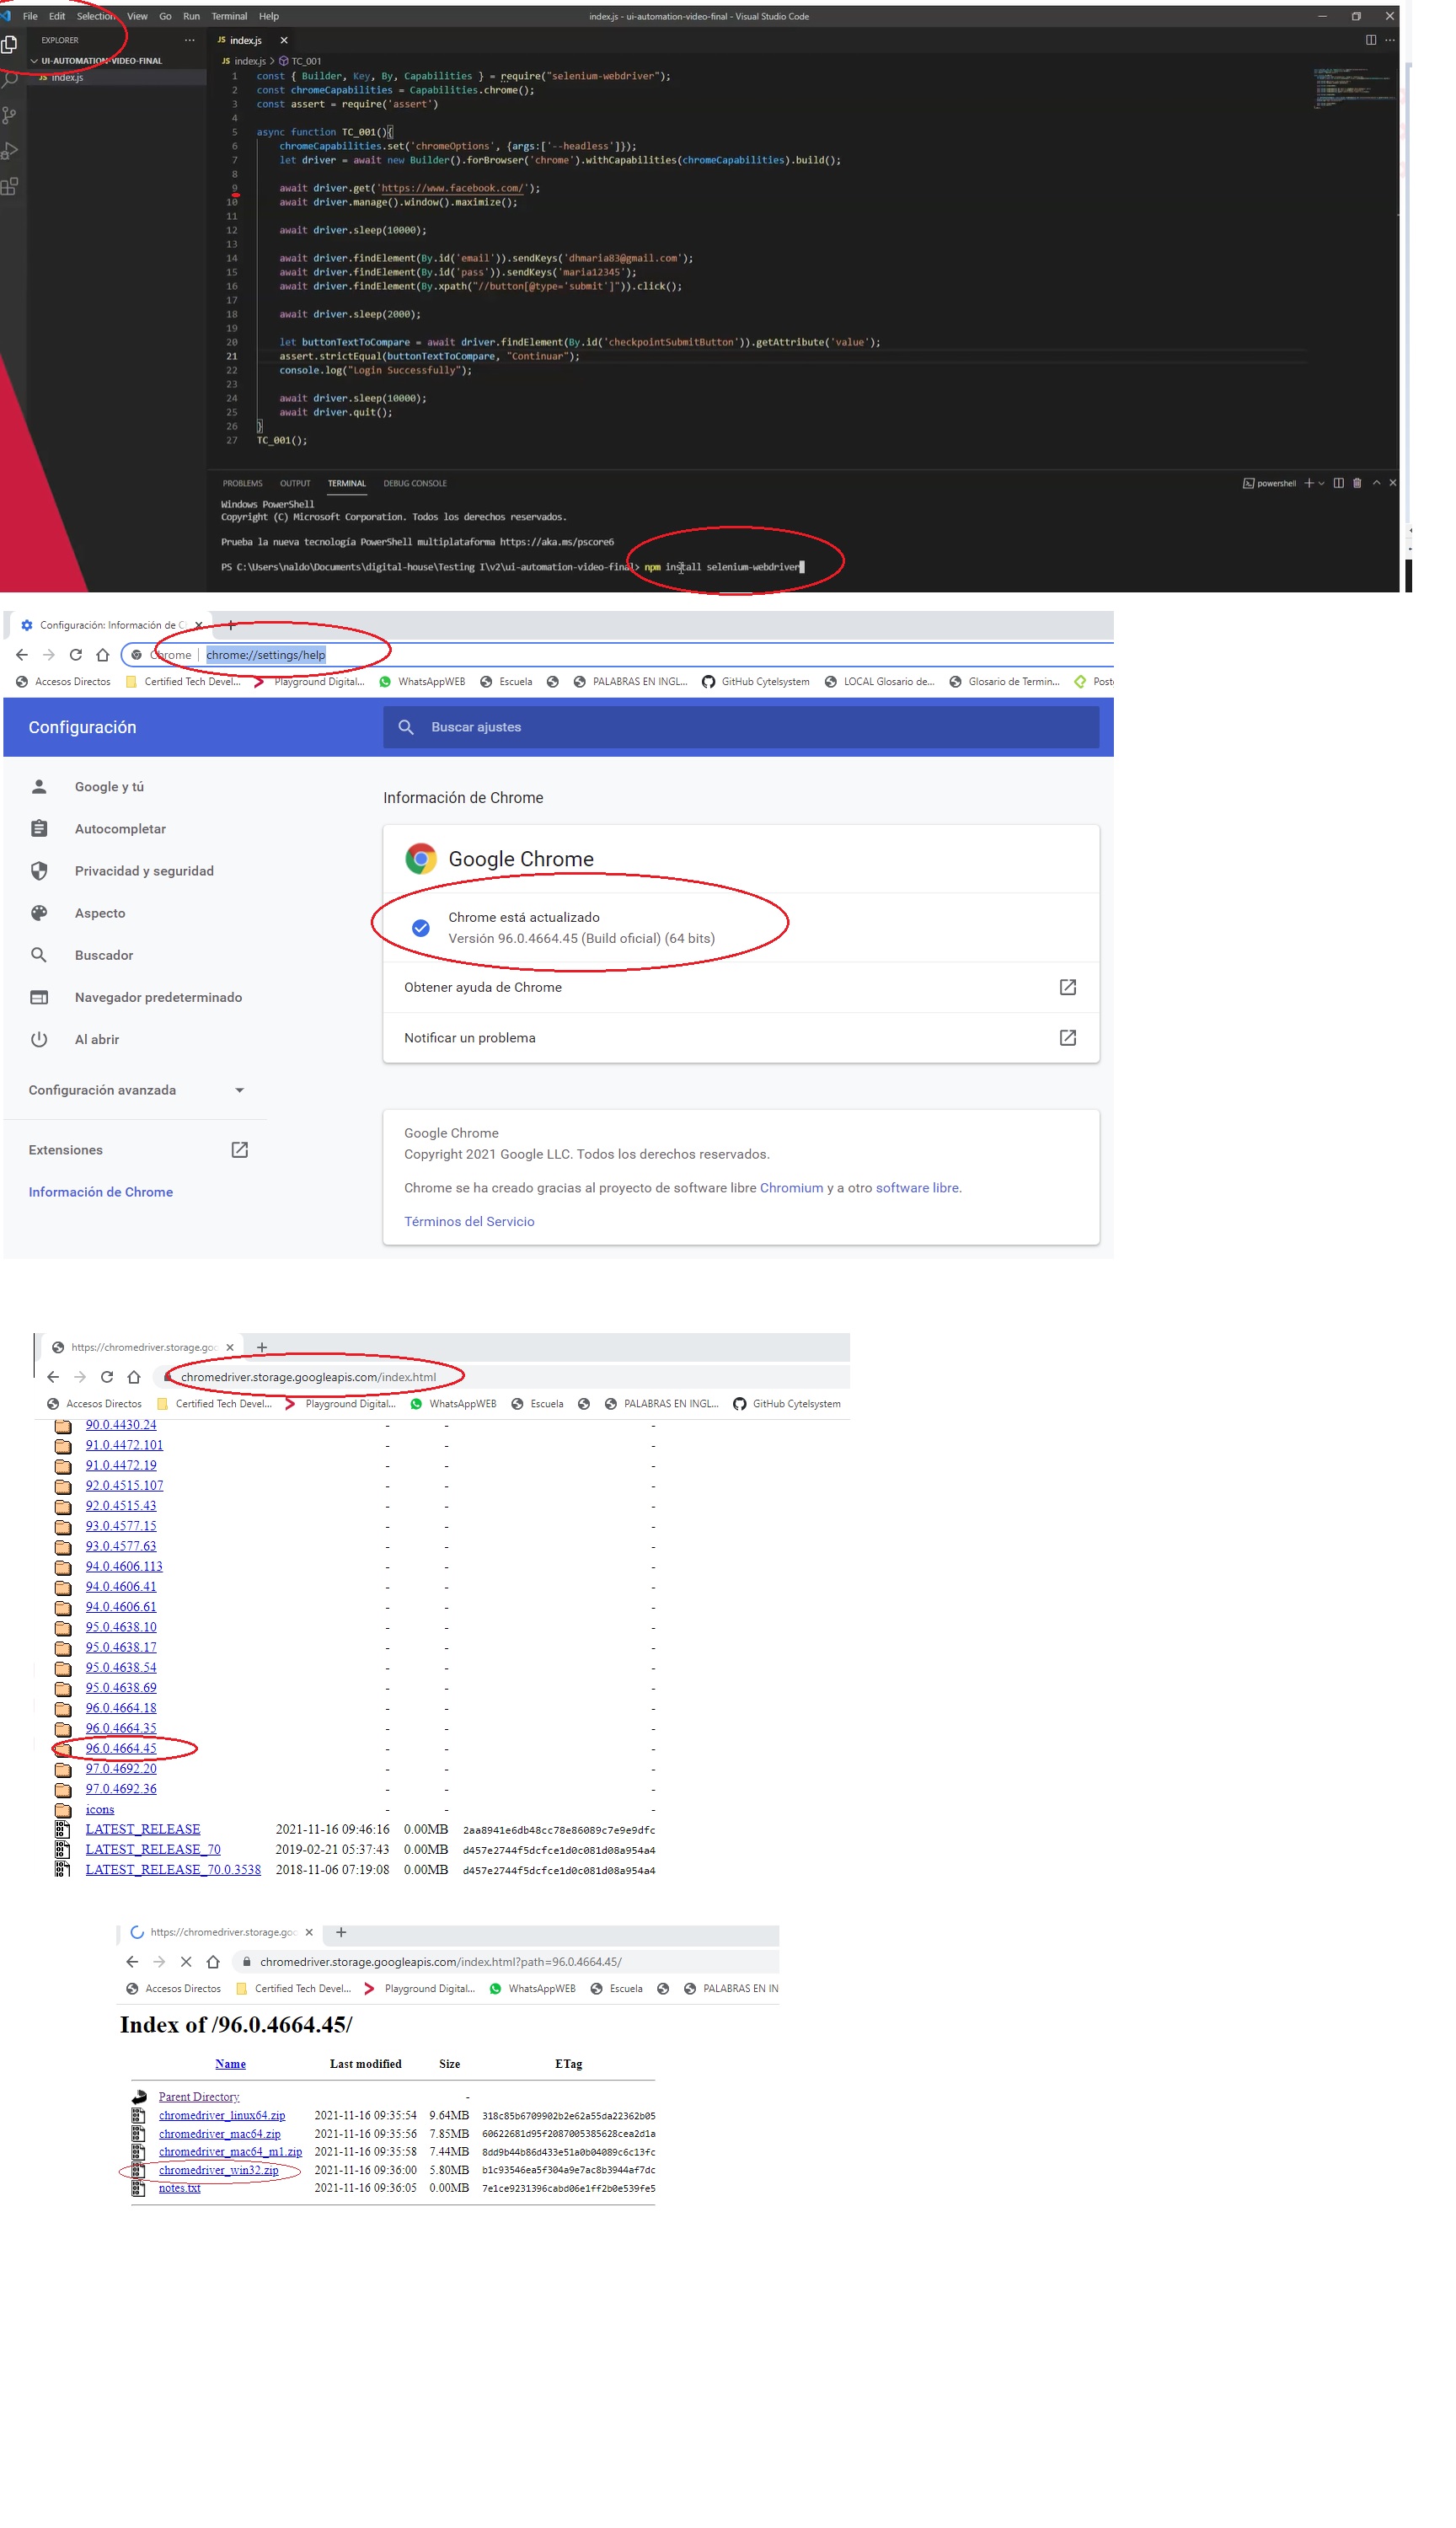 File Edit Selection View Go Run Terminal Help
index.js - ui-automation-video-final - Visual Studio Code
EXPLORER
JS index.js
UI-AUTOMATION-VIDEO-FINAL
JS index.js
JS index.js > TC_001
1 const { Builder, Key, By, Capabilities } = require("selenium-webdriver");
2 const chromeCapabilities = Capabilities.chrome();
3 const assert = require('assert')
4
5 async function TC_001(){
6 chromeCapabilities.set('chromeOptions', {args:['--headless']});
7 let driver = await new Builder().forBrowser('chrome').withCapabilities(chromeCapabilities).build();
8
9 await driver.get('https://www.facebook.com/');
10 await driver.manage().window().maximize();
11
12 await driver.sleep(10000);
13
14 await driver.findElement(By.id('email')).sendKeys('dhmaria83@gmail.com');
15 await driver.findElement(By.id('pass')).sendKeys('maria12345');
16 await driver.findElement(By.xpath("//button[@type='submit']")).click();
17
18 await driver.sleep(2000);
19
20 let buttonTextToCompare = await driver.findElement(By.id('checkpointSubmitButton')).getAttribute('value');
21 assert.strictEqual(buttonTextToCompare, "Continuar");
22 console.log("Login Successfully");
23
24 await driver.sleep(10000);
25 await driver.quit();
26 }
27 TC_001();
PROBLEMS OUTPUT TERMINAL DEBUG CONSOLE
powershell
Windows PowerShell
Copyright (C) Microsoft Corporation. Todos los derechos reservados.
Prueba la nueva tecnología PowerShell multiplataforma https://aka.ms/pscore6
PS C:\Users\naldo\Documents\digital-house\Testing I\v2\ui-automation-video-final> npm install selenium-webdriver
Configuración: Información de C
Chrome | chrome://settings/help
Accesos Directos Certified Tech Devel... Playground Digital... WhatsAppWEB Escuela PALABRAS EN INGL... GitHub Cytelsystem LOCAL Glosario de... Glosario de Termin... Post
Configuración
Buscar ajustes
Google y tú
Autocompletar
Privacidad y seguridad
Aspecto
Buscador
Navegador predeterminado
Al abrir
Configuración avanzada
Extensiones
Información de Chrome
Información de Chrome
Google Chrome
Chrome está actualizado
Versión 96.0.4664.45 (Build oficial) (64 bits)
Obtener ayuda de Chrome
Notificar un problema
Google Chrome
Copyright 2021 Google LLC. Todos los derechos reservados.
Chrome se ha creado gracias al proyecto de software libre Chromium y a otro software libre.
Términos del Servicio
https://chromedriver.storage.goo
chromedriver.storage.googleapis.com/index.html
Accesos Directos Certified Tech Devel... Playground Digital... WhatsAppWEB Escuela PALABRAS EN INGL... GitHub Cytelsystem
90.0.4430.24 - - -
91.0.4472.101 - - -
91.0.4472.19 - - -
92.0.4515.107 - - -
92.0.4515.43 - - -
93.0.4577.15 - - -
93.0.4577.63 - - -
94.0.4606.113 - - -
94.0.4606.41 - - -
94.0.4606.61 - - -
95.0.4638.10 - - -
95.0.4638.17 - - -
95.0.4638.54 - - -
95.0.4638.69 - - -
96.0.4664.18 - - -
96.0.4664.35 - - -
96.0.4664.45 - - -
97.0.4692.20 - - -
97.0.4692.36 - - -
icons - - -
LATEST_RELEASE 2021-11-16 09:46:16 0.00MB 2aa8941e6db48cc78e86089c7e9e9dfc
LATEST_RELEASE_70 2019-02-21 05:37:43 0.00MB d457e2744f5dcfce1d0c081d08a954a4
LATEST_RELEASE_70.0.3538 2018-11-06 07:19:08 0.00MB d457e2744f5dcfce1d0c081d08a954a4
https://chromedriver.storage.goo
chromedriver.storage.googleapis.com/index.html?path=96.0.4664.45/
Accesos Directos Certified Tech Devel... Playground Digital... WhatsAppWEB Escuela PALABRAS EN IN
Index of /96.0.4664.45/
Name Last modified Size ETag
Parent Directory -
chromedriver_linux64.zip 2021-11-16 09:35:54 9.64MB 318c85b6709902b2e62a55da22362b05
chromedriver_mac64.zip 2021-11-16 09:35:56 7.85MB 60622681d95f2087005385628cea2d1a
chromedriver_mac64_m1.zip 2021-11-16 09:35:58 7.44MB 8dd9b44b86d433e51a0b04089c6c13fc
chromedriver_win32.zip 2021-11-16 09:36:00 5.80MB b1c93546ea5f304a9e7ac8b3944af7dc
notes.txt 2021-11-16 09:36:05 0.00MB 7e1ce9231396cabd06e1ff2b0e539fe5